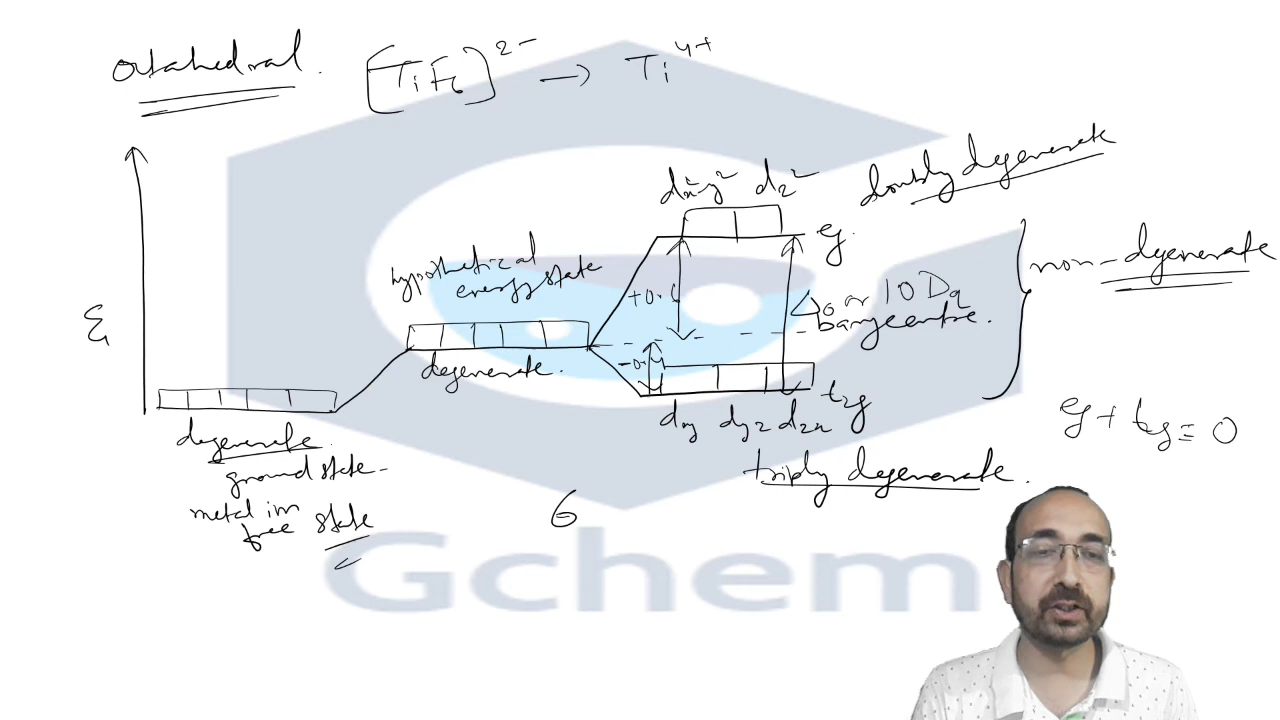 octahedral. [TiF6]2- → Ti4+
doubly degenerate
dx2-y2 dz2
eg.
non-degenerate
hypothetical
energy state
+0.6
Δo or 10Dq
barycentre.
E
degenerate.
-0.4
t2g
dxy dyz dzx
eg + t2g = 0
degenerate
ground state
triply degenerate.
metal ion
free state
6
Gchem